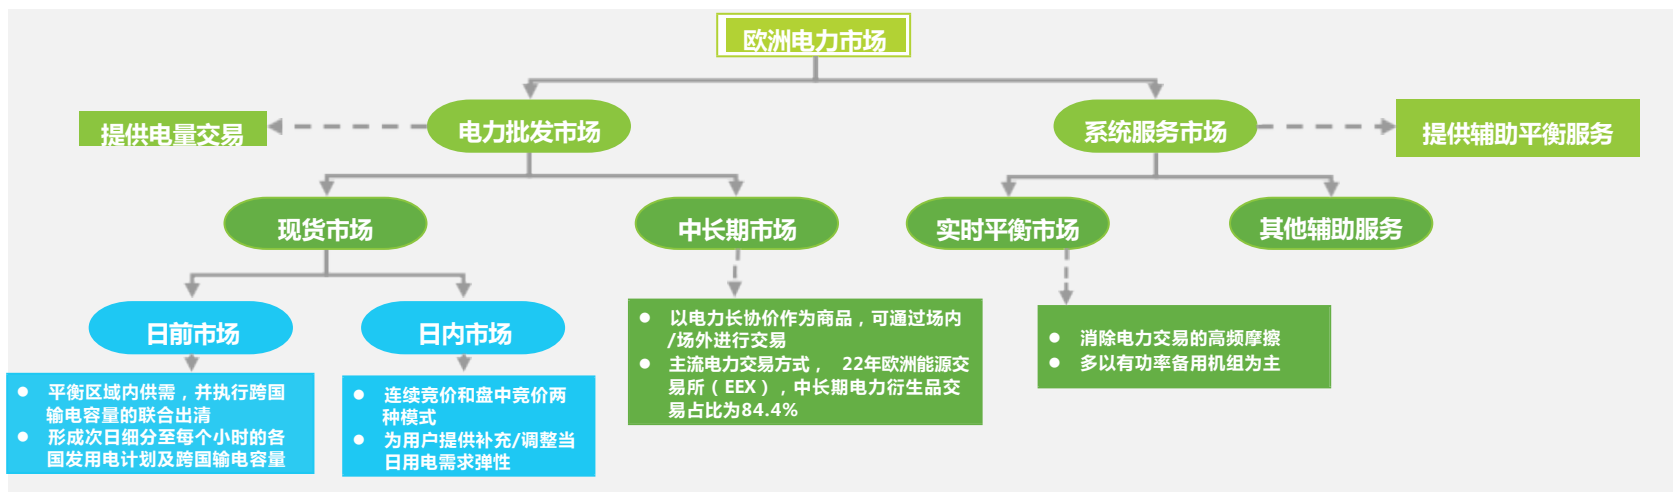 欧洲电力市场
提供电量交易
电力批发市场
系统服务市场
提供辅助平衡服务
现货市场
中长期市场
实时平衡市场
其他辅助服务
日前市场
日内市场
● 平衡区域内供需，并执行跨国
输电容量的联合出清
● 形成次日细分至每个小时的各
国发用电计划及跨国输电容量
● 连续竞价和盘中竞价两
种模式
● 为用户提供补充/调整当
日用电需求弹性
● 以电力长协价作为商品，可通过场内
/场外进行交易
● 主流电力交易方式， 22年欧洲能源交
易所（EEX），中长期电力衍生品交
易占比为84.4%
● 消除电力交易的高频摩擦
● 多以有功率备用机组为主